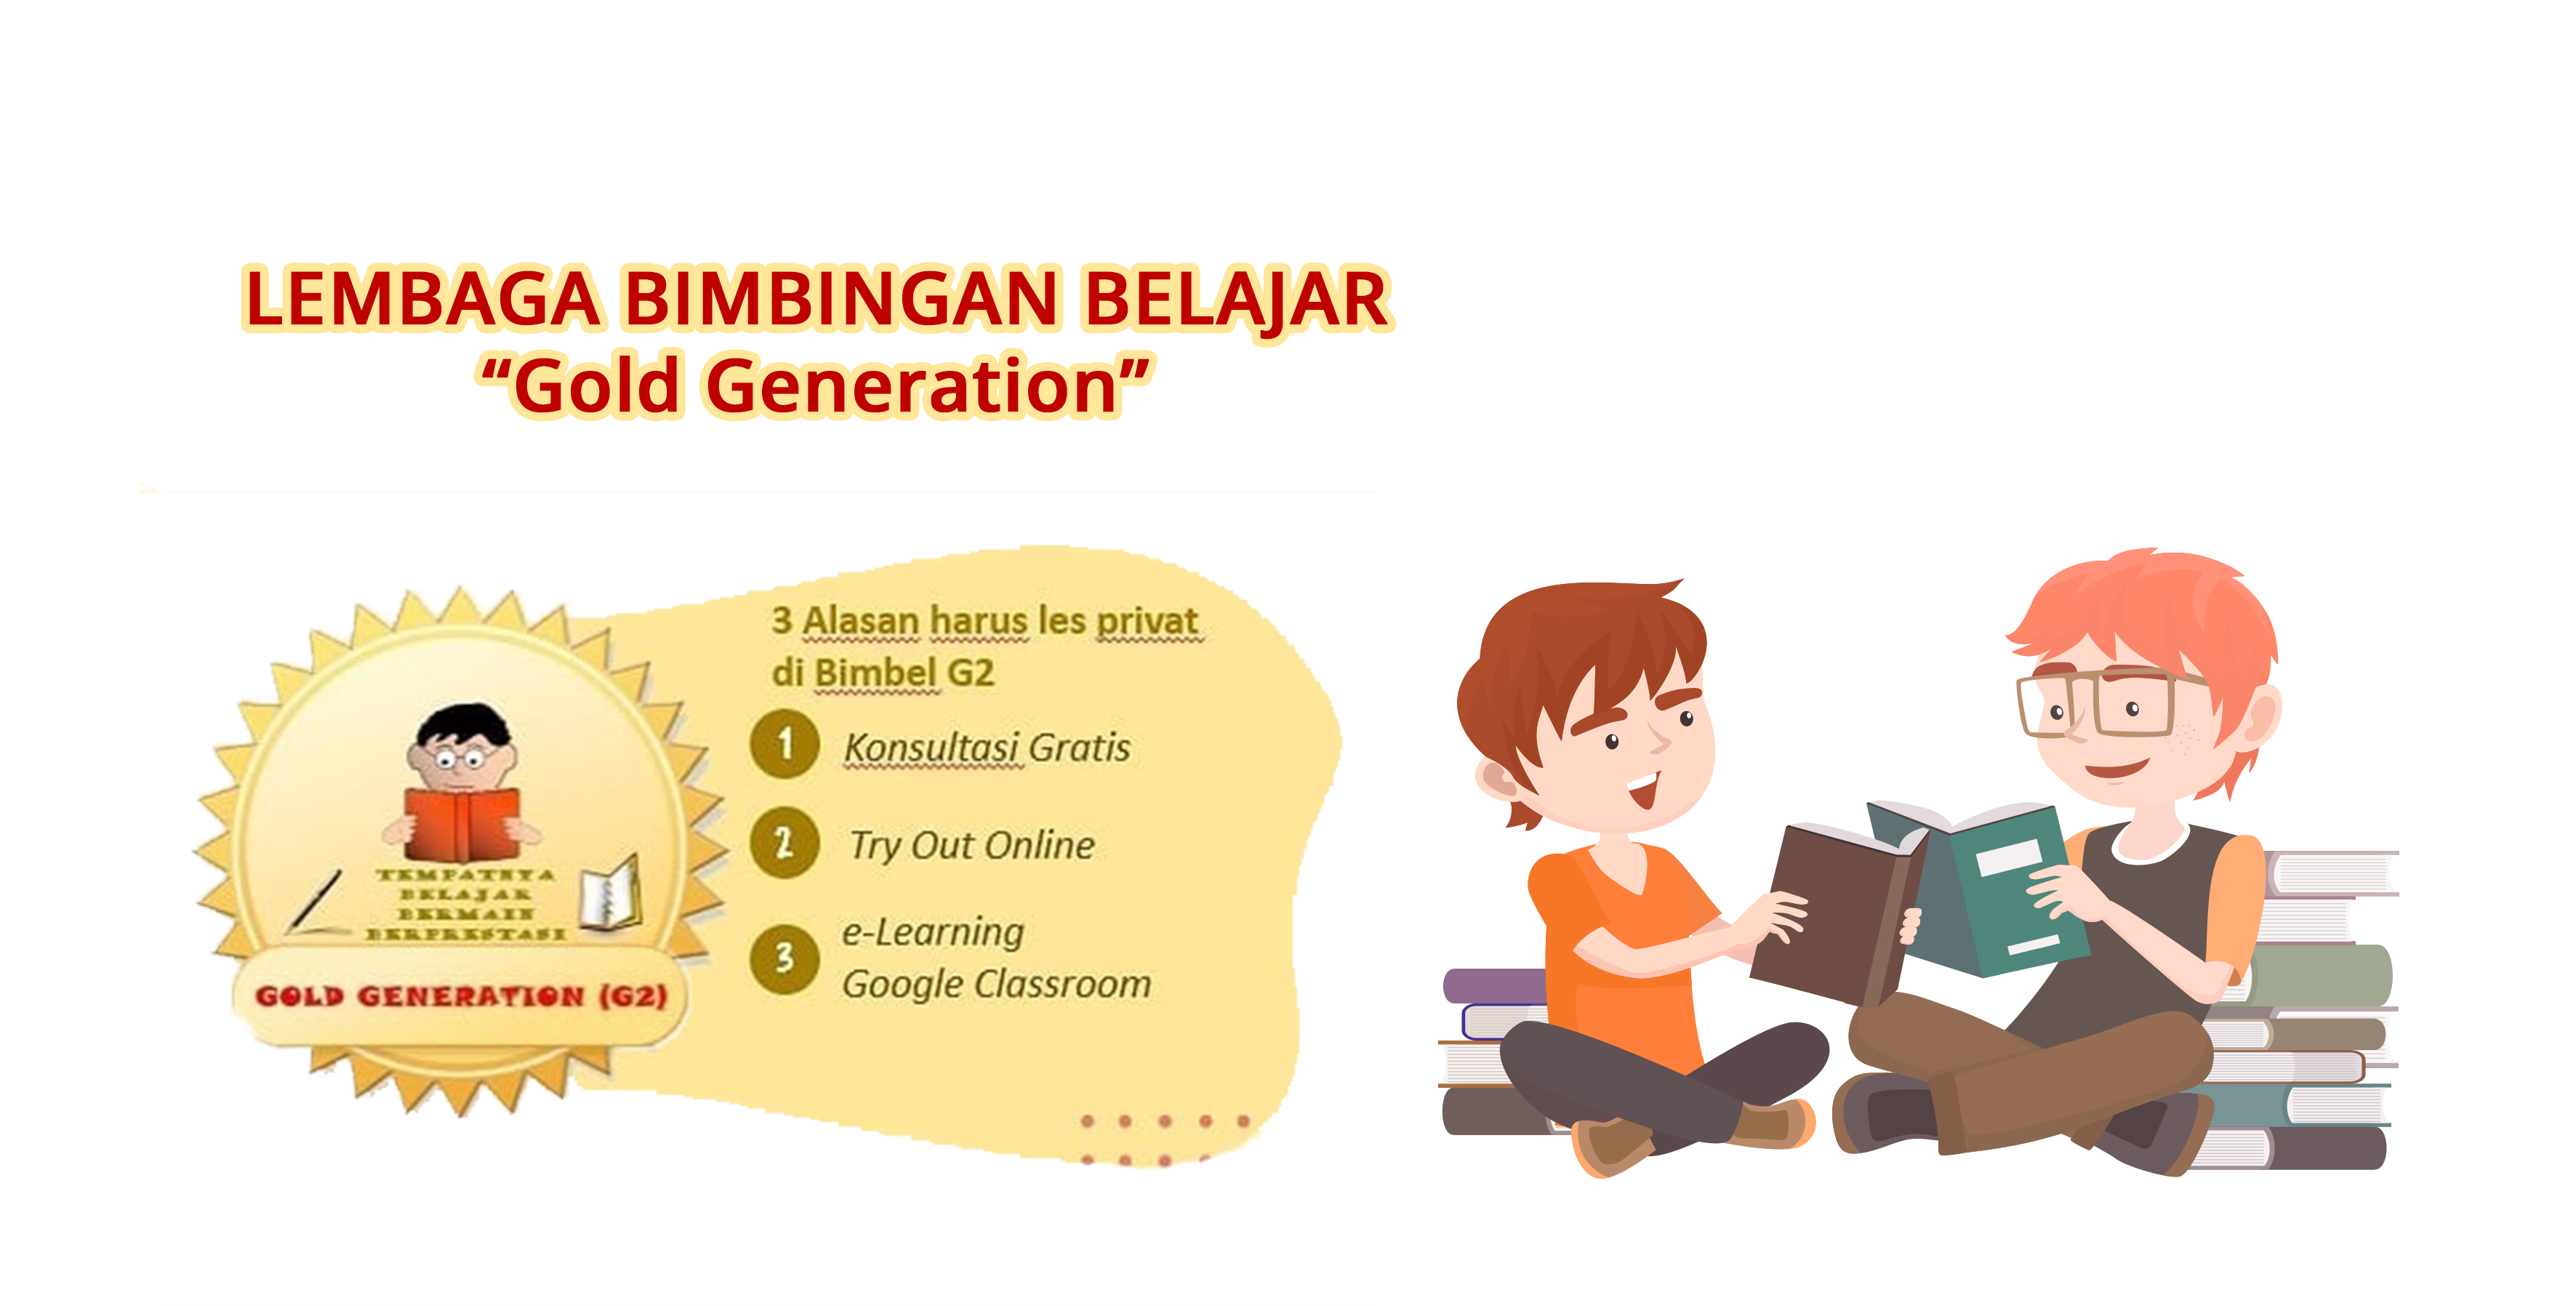 LEMBAGA BIMBINGAN BELAJAR
“Gold Generation”
3 Alasan harus les privat
di Bimbel G2
1 Konsultasi Gratis
2 Try Out Online
3 e-Learning
Google Classroom
TEMPATNYA
BELAJAR
BERMAIN
BERPRESTASI
GOLD GENERATION (G2)